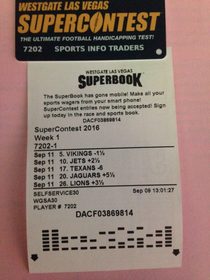 WESTGATE LAS VEGAS
SUPERCONTEST
THE ULTIMATE FOOTBALL HANDICAPPING TEST!
7202 SPORTS INFO TRADERS
WESTGATE LAS VEGAS
SUPERBOOK
The SuperBook has gone mobile! Make all your
sports wagers from your smart phone!
SuperContest entries now being accepted! Sign
up today in the race and sports book.
DACF03869814
SuperContest 2016
Week 1
7202-1
Sep 11 5. VIKINGS -1½
Sep 11 10. JETS +2½
Sep 11 17. TEXANS -6
Sep 11 20. JAGUARS +5½
Sep 11 26. LIONS +3½
SELFSERVICE30 Sep 09 13:01:27
WGSA30
PLAYER # 7202
DACF03869814